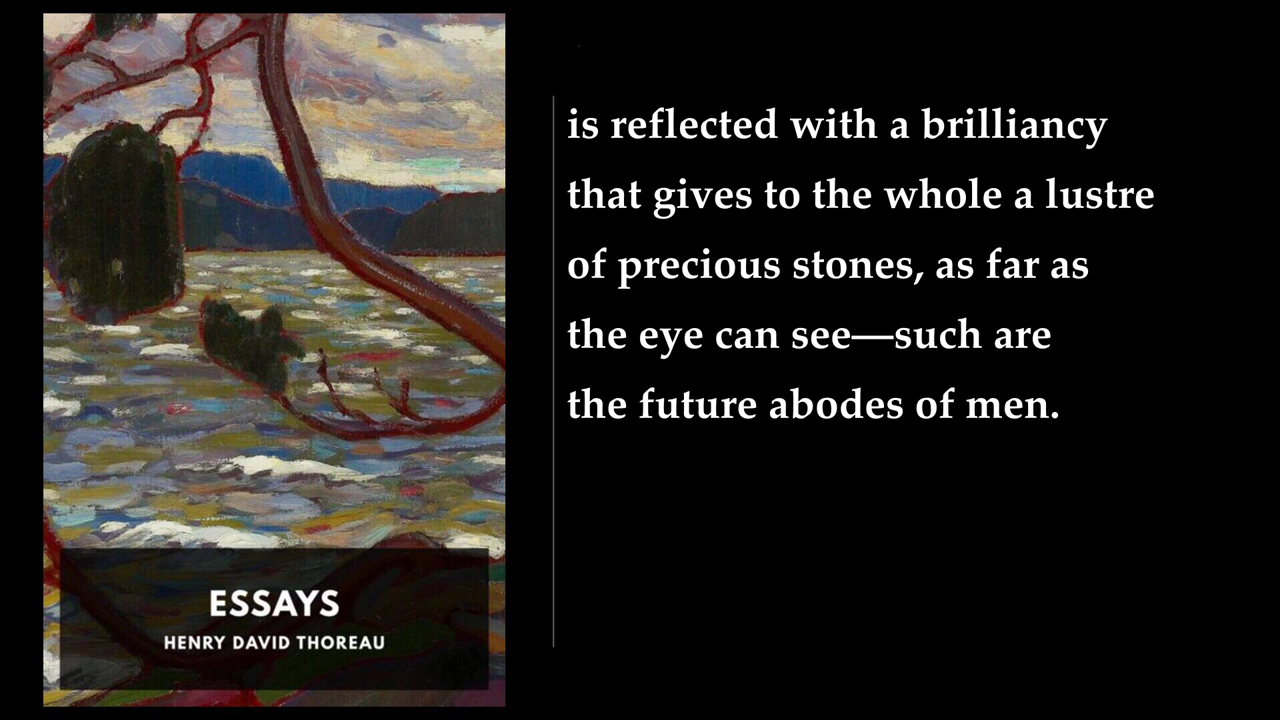 ESSAYS
HENRY DAVID THOREAU
is reflected with a brilliancy
that gives to the whole a lustre
of precious stones, as far as
the eye can see—such are
the future abodes of men.